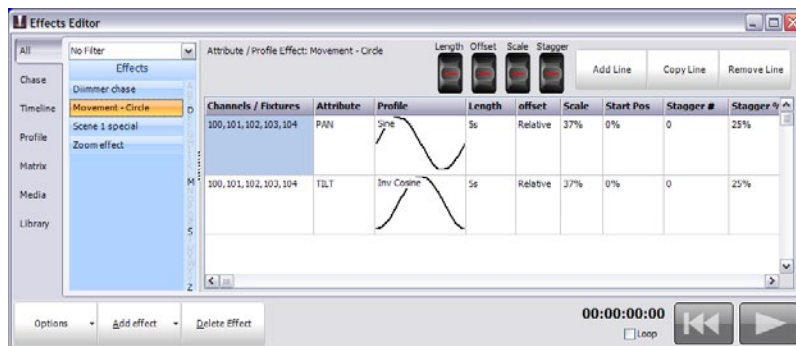 Effects Editor
All
No Filter
Attribute / Profile Effect: Movement - Circle
Length Offset Scale Stagger
Add Line
Copy Line
Remove Line
Effects
Chase
Diimmer chase
Timeline
Movement - Circle
D
Channels / Fixtures Attribute Profile Length offset Scale Start Pos Stagger # Stagger %
Scene 1 special
100,101,102,103,104 PAN Sine 5s Relative 37% 0% 0 25%
Profile
Zoom effect
Matrix
M
100,101,102,103,104 TILT Inv Cosine 5s Relative 37% 0% 0 25%
Media
Library
S
Z
00:00:00:00
Options
Add effect
Delete Effect
Loop